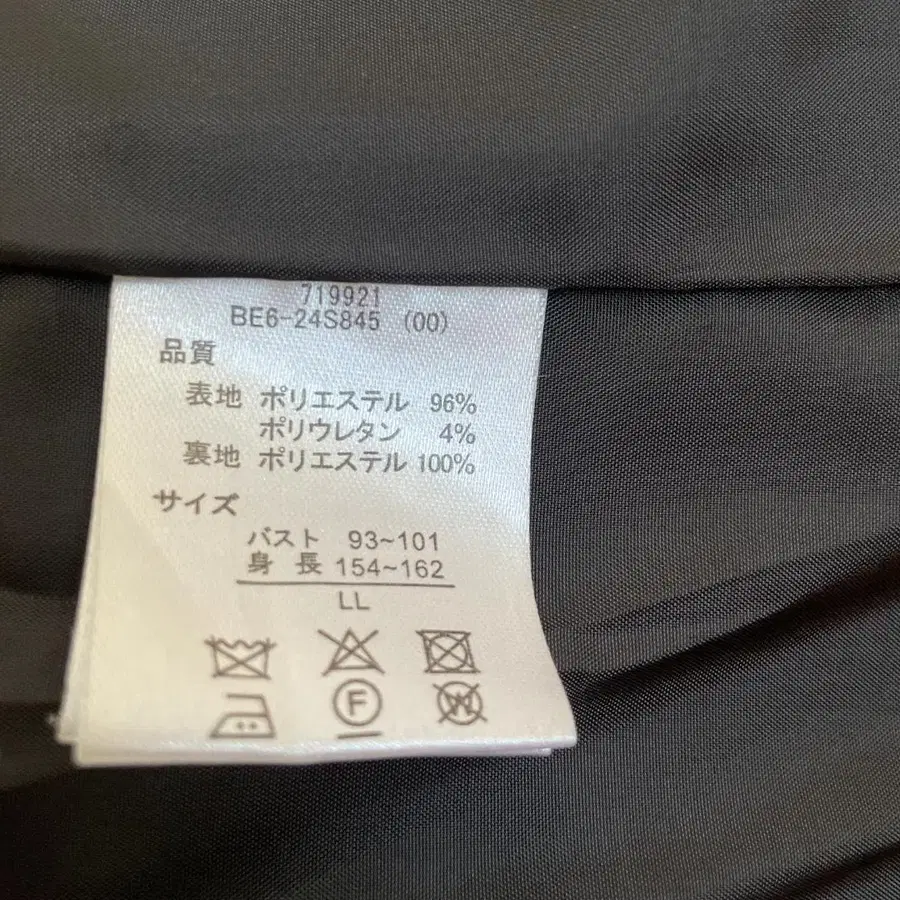 719921
BE6-24S845 (00)
品質
表地 ポリエステル 96%
ポリウレタン 4%
裏地 ポリエステル 100%
サイズ
バスト 93~101
身 長 154~162
LL
F
W